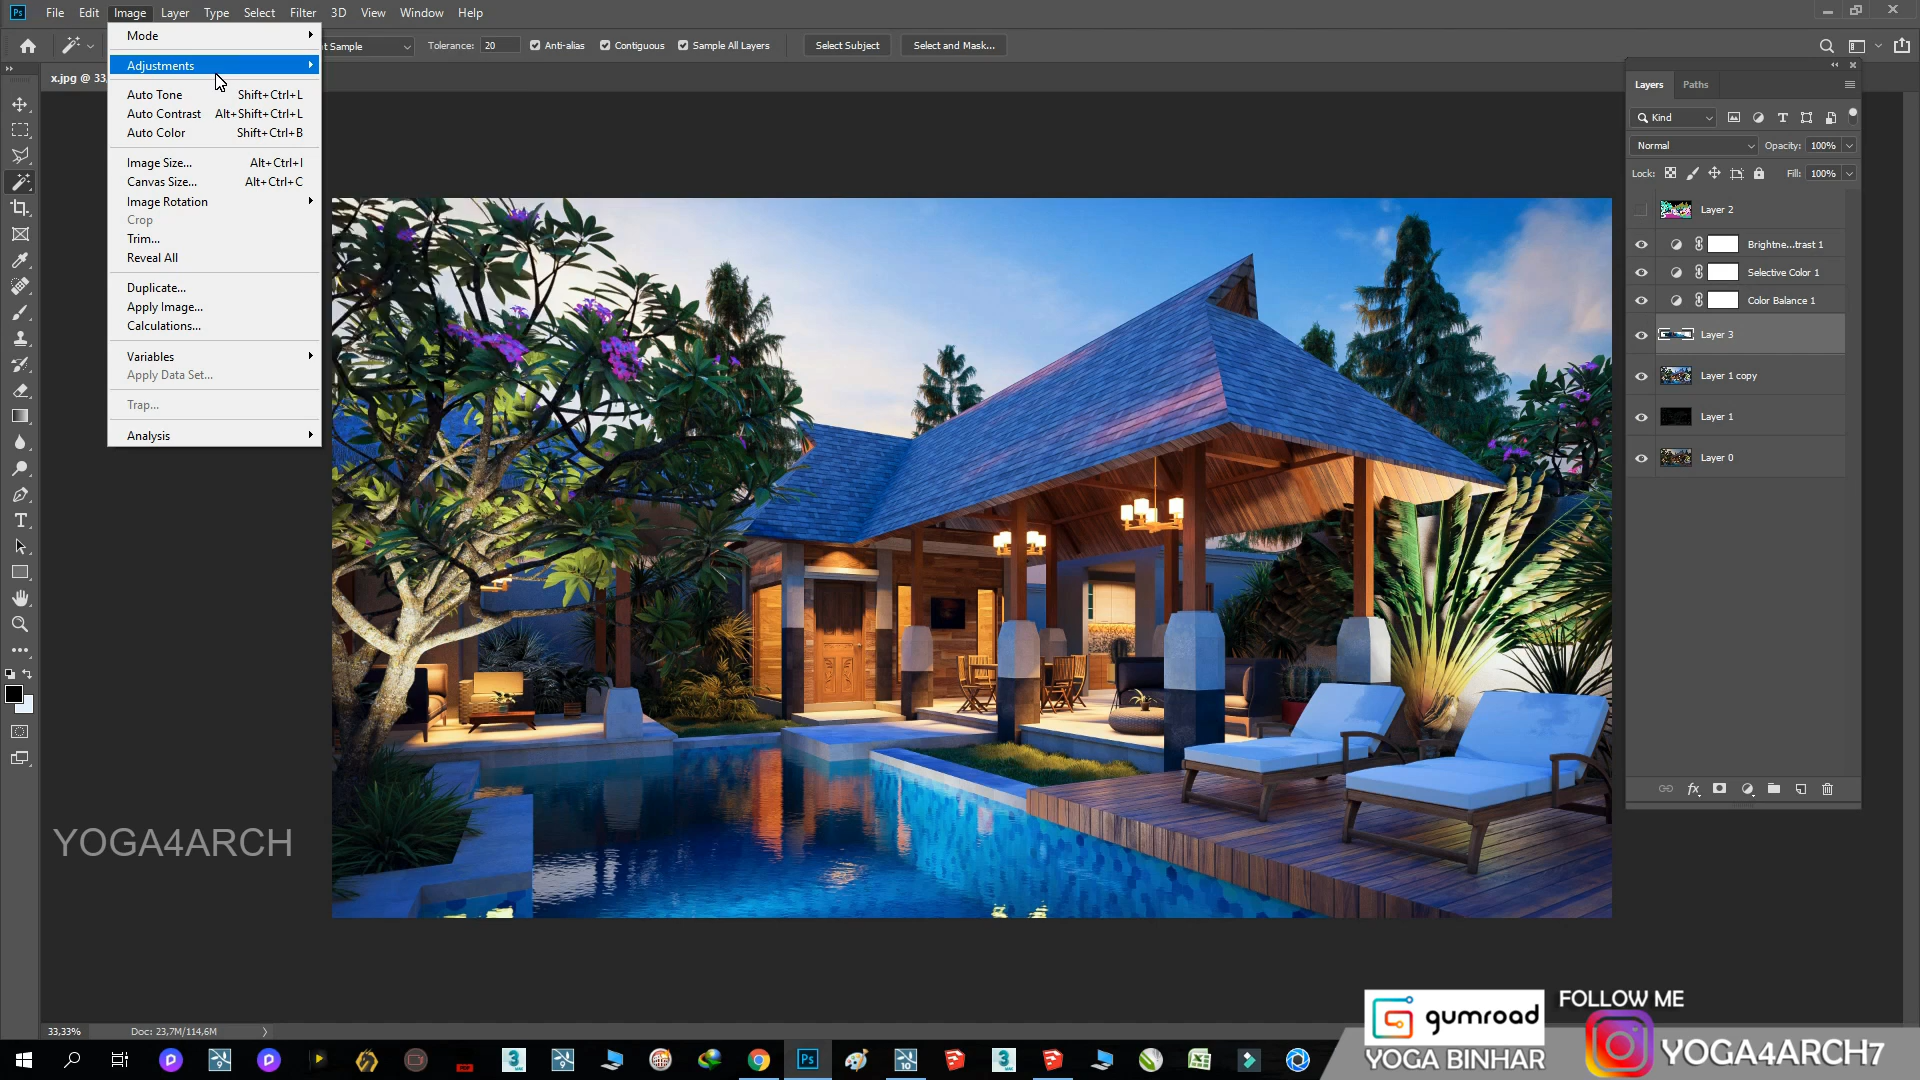 Ps File Edit Image Layer Type Select Filter 3D View Window Help
t Sample Tolerance: 20 Anti-alias Contiguous Sample All Layers Select Subject Select and Mask...
x.jpg @ 33,
Mode
Adjustments
Auto Tone Shift+Ctrl+L
Auto Contrast Alt+Shift+Ctrl+L
Auto Color Shift+Ctrl+B
Image Size... Alt+Ctrl+I
Canvas Size... Alt+Ctrl+C
Image Rotation
Crop
Trim...
Reveal All
Duplicate...
Apply Image...
Calculations...
Variables
Apply Data Set...
Trap...
Analysis
Layers Paths
Kind
Normal Opacity: 100%
Lock: Fill: 100%
Layer 2
Brightne...trast 1
Selective Color 1
Color Balance 1
Layer 3
Layer 1 copy
Layer 1
Layer 0
YOGA4ARCH
33,33% Doc: 23,7M/114,6M
gumroad
YOGA BINHAR
FOLLOW ME
YOGA4ARCH7